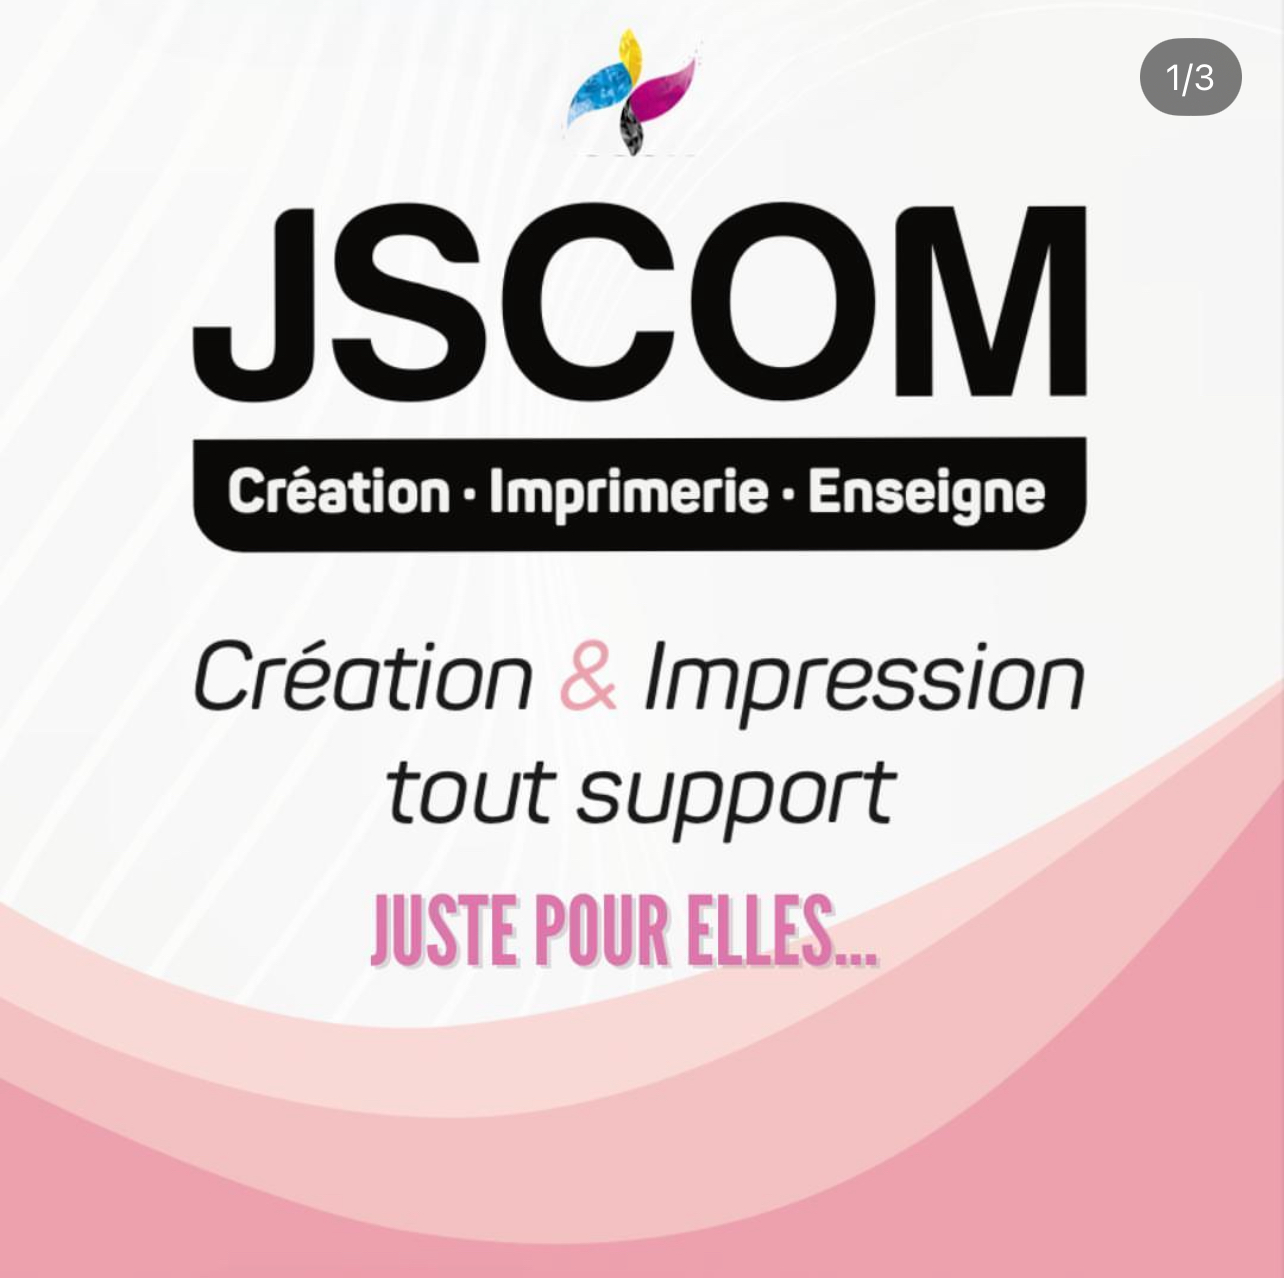 1/3
JSCOM
Création · Imprimerie · Enseigne
Création & Impression
tout support
JUSTE POUR ELLES...